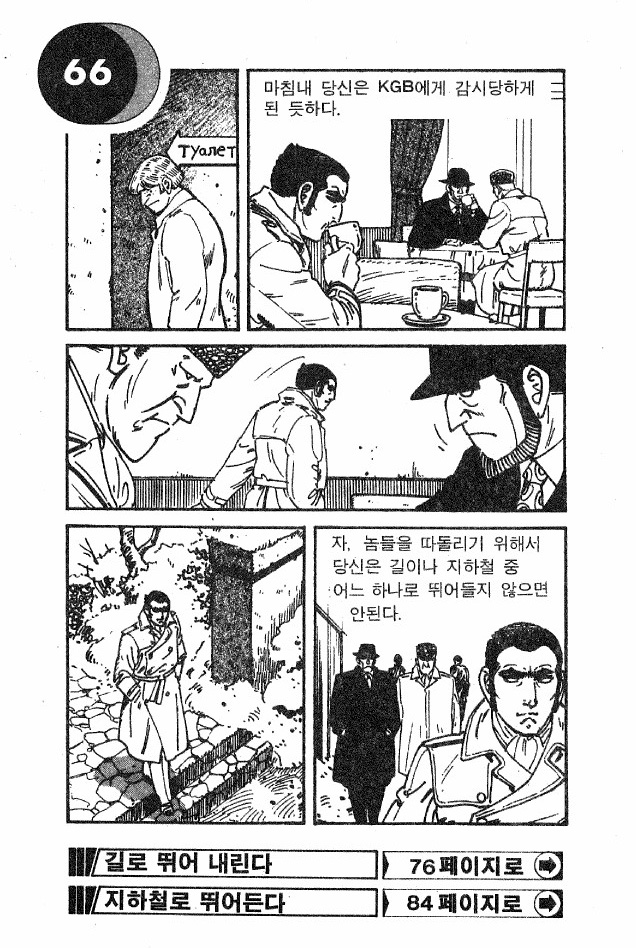 66
туалет
마침내 당신은 KGB에게 감시당하게
된 듯하다.
자, 놈들을 따돌리기 위해서
당신은 길이나 지하철 중
어느 하나로 뛰어들지 않으면
안된다.
길로 뛰어 내린다
76페이지로
지하철로 뛰어든다
84페이지로